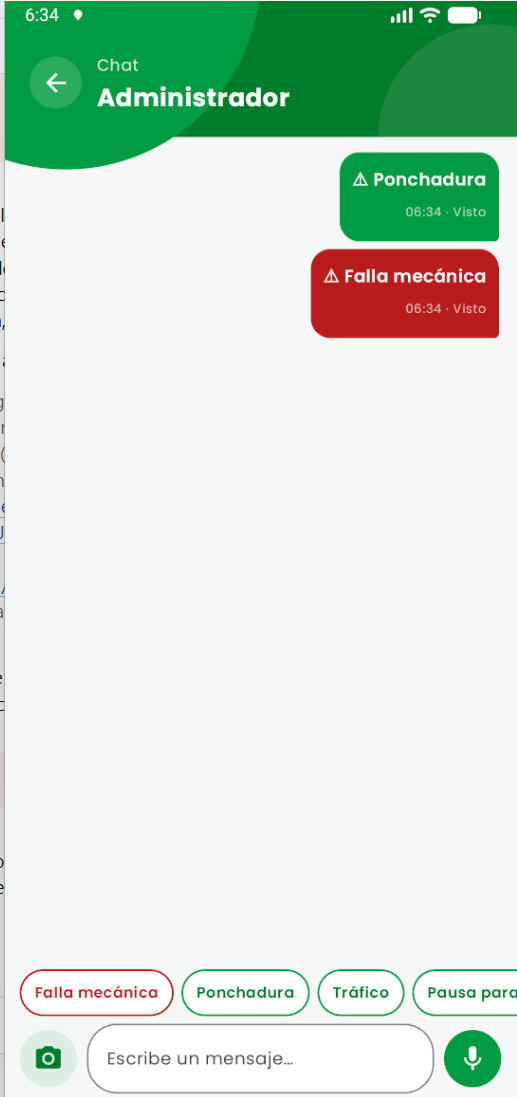 6:34
Chat
Administrador
⚠ Ponchadura
06:34 · Visto
⚠ Falla mecánica
06:34 · Visto
Falla mecánica
Ponchadura
Tráfico
Pausa para
Escribe un mensaje...